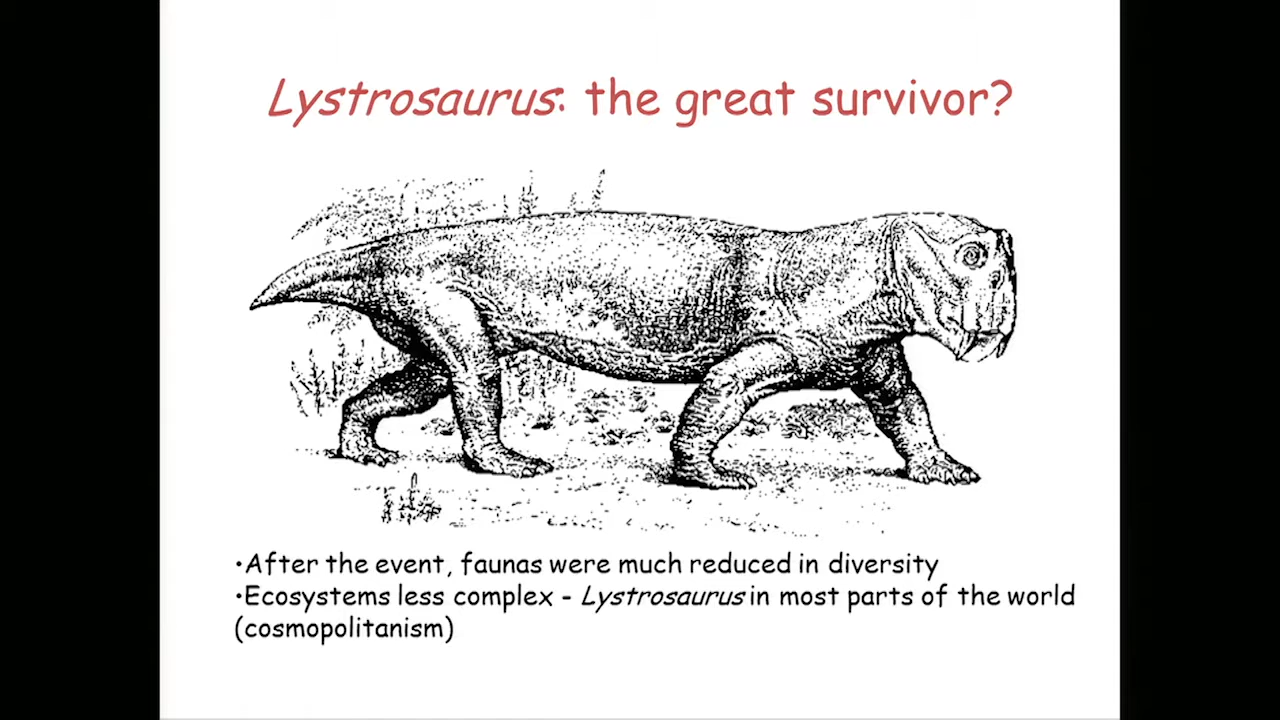 Lystrosaurus: the great survivor?
•After the event, faunas were much reduced in diversity
•Ecosystems less complex - Lystrosaurus in most parts of the world
(cosmopolitanism)